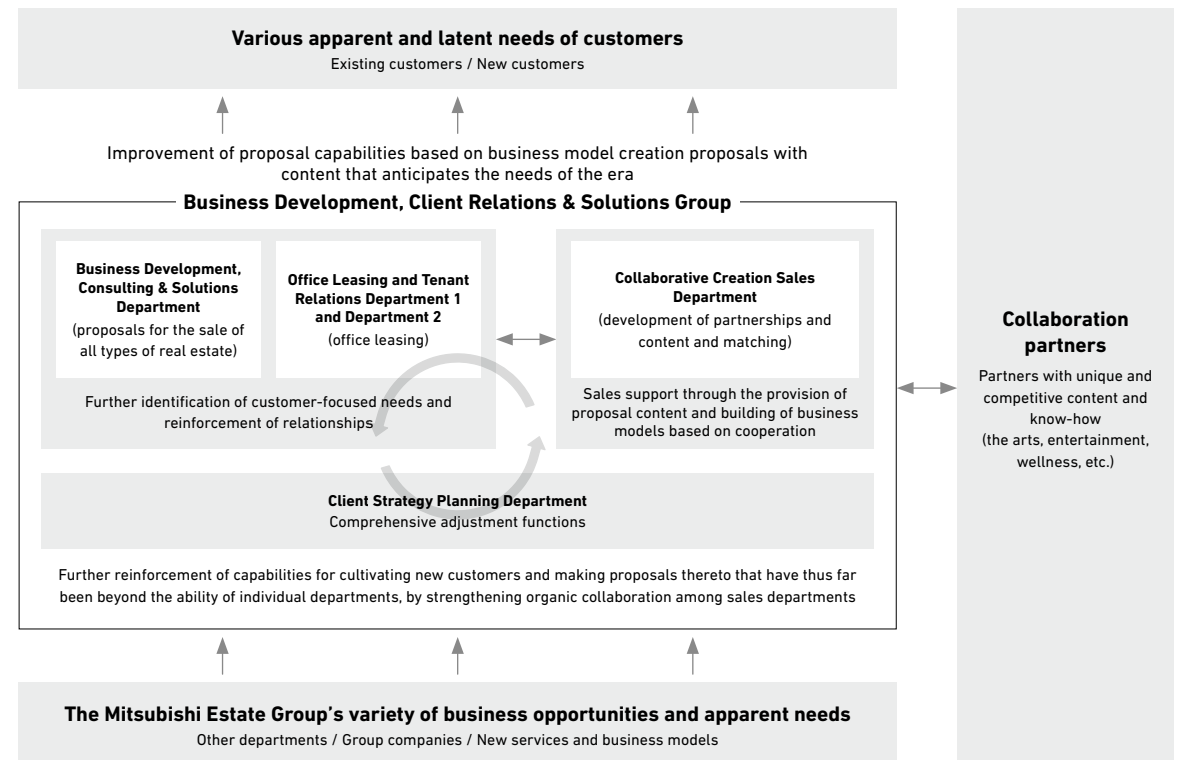 Various apparent and latent needs of customers
Existing customers / New customers
Improvement of proposal capabilities based on business model creation proposals with
content that anticipates the needs of the era
Business Development, Client Relations & Solutions Group
Business Development,
Consulting & Solutions
Department
(proposals for the sale of
all types of real estate)
Office Leasing and Tenant
Relations Department 1
and Department 2
(office leasing)
Further identification of customer-focused needs and
reinforcement of relationships
Collaborative Creation Sales
Department
(development of partnerships and
content and matching)
Sales support through the provision of
proposal content and building of business
models based on cooperation
Client Strategy Planning Department
Comprehensive adjustment functions
Further reinforcement of capabilities for cultivating new customers and making proposals thereto that have thus far
been beyond the ability of individual departments, by strengthening organic collaboration among sales departments
The Mitsubishi Estate Group's variety of business opportunities and apparent needs
Other departments / Group companies / New services and business models
Collaboration
partners
Partners with unique and
competitive content and
know-how
(the arts, entertainment,
wellness, etc.)